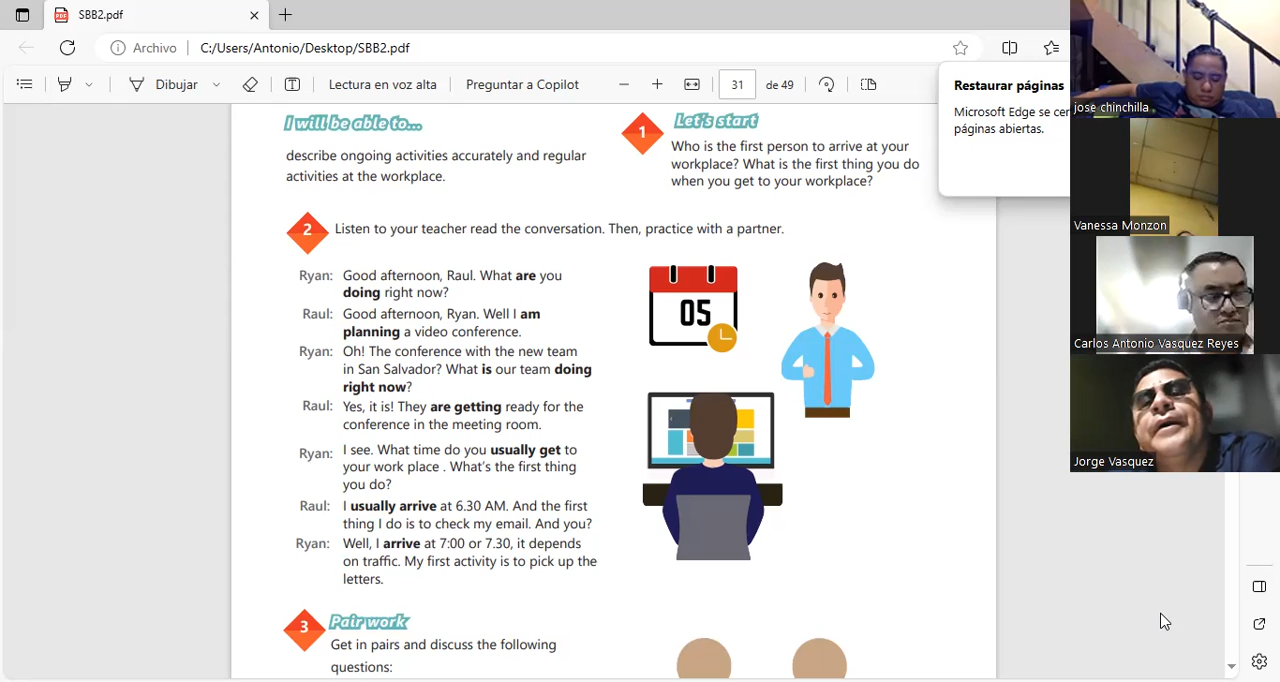 SBB2.pdf
Archivo
C:/Users/Antonio/Desktop/SBB2.pdf
Dibujar
Lectura en voz alta
Preguntar a Copilot
31
de 49
Restaurar páginas
Microsoft Edge se cer
páginas abiertas.
I will be able to...
describe ongoing activities accurately and regular
activities at the workplace.
1
Let's start
Who is the first person to arrive at your
workplace? What is the first thing you do
when you get to your workplace?
2
Listen to your teacher read the conversation. Then, practice with a partner.
Ryan: Good afternoon, Raul. What are you
doing right now?
Raul: Good afternoon, Ryan. Well I am
planning a video conference.
Ryan: Oh! The conference with the new team
in San Salvador? What is our team doing
right now?
Raul: Yes, it is! They are getting ready for the
conference in the meeting room.
Ryan: I see. What time do you usually get to
your work place . What's the first thing
you do?
Raul: I usually arrive at 6.30 AM. And the first
thing I do is to check my email. And you?
Ryan: Well, I arrive at 7:00 or 7.30, it depends
on traffic. My first activity is to pick up the
letters.
05
3
Pair work
Get in pairs and discuss the following
questions:
jose chinchilla
Vanessa Monzon
Carlos Antonio Vasquez Reyes
Jorge Vasquez